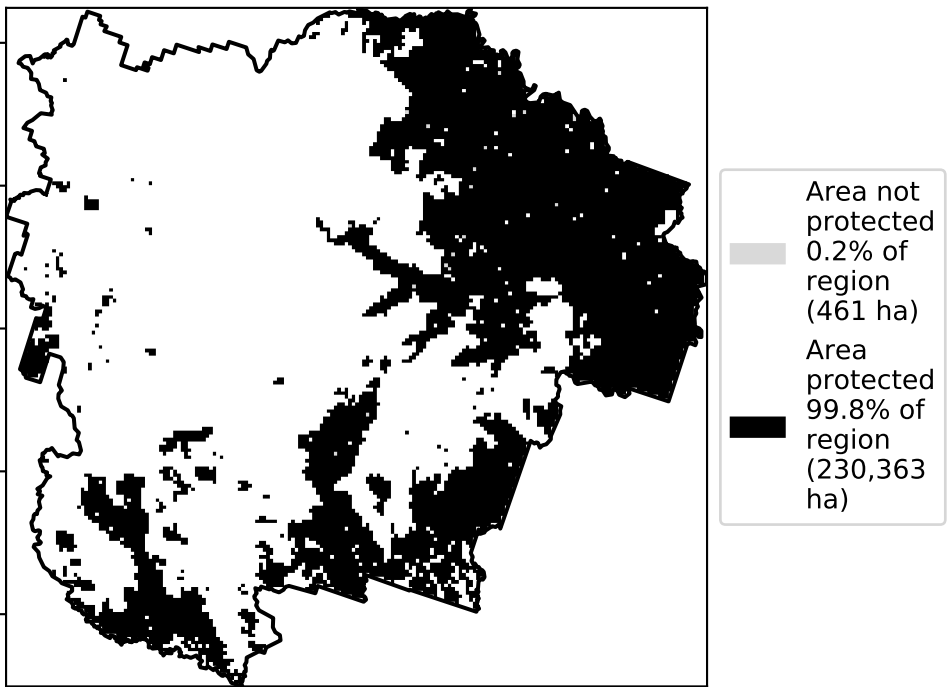 Area not
protected
0.2% of
region
(461 ha)
Area
protected
99.8% of
region
(230,363
ha)